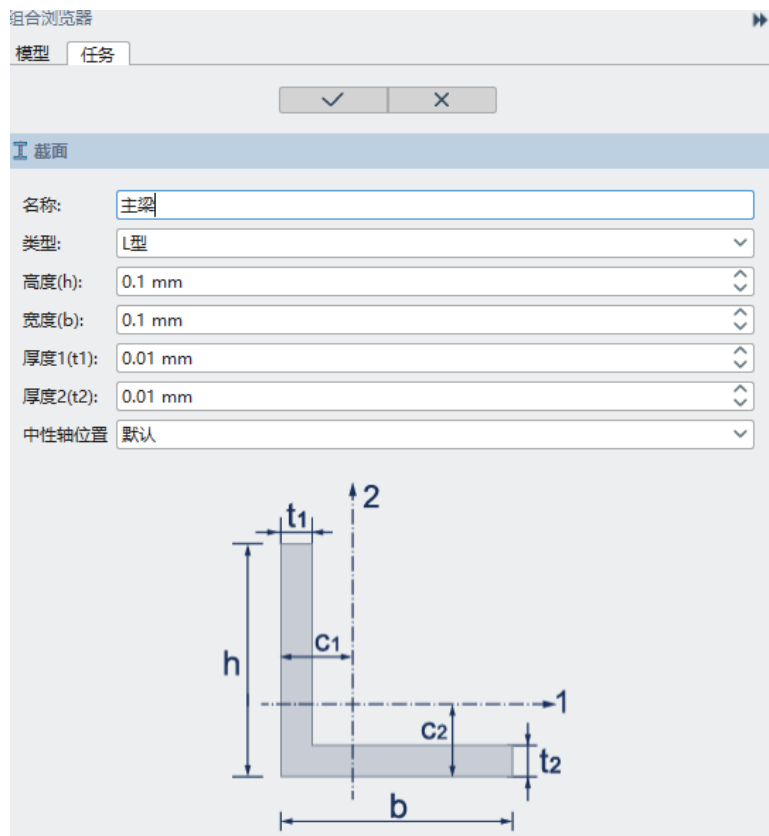 组合浏览器
模型 任务
截面
名称: 主梁
类型: L型
高度(h): 0.1 mm
宽度(b): 0.1 mm
厚度1(t1): 0.01 mm
厚度2(t2): 0.01 mm
中性轴位置 默认
2
t1
C1
h
1
C2
t2
b